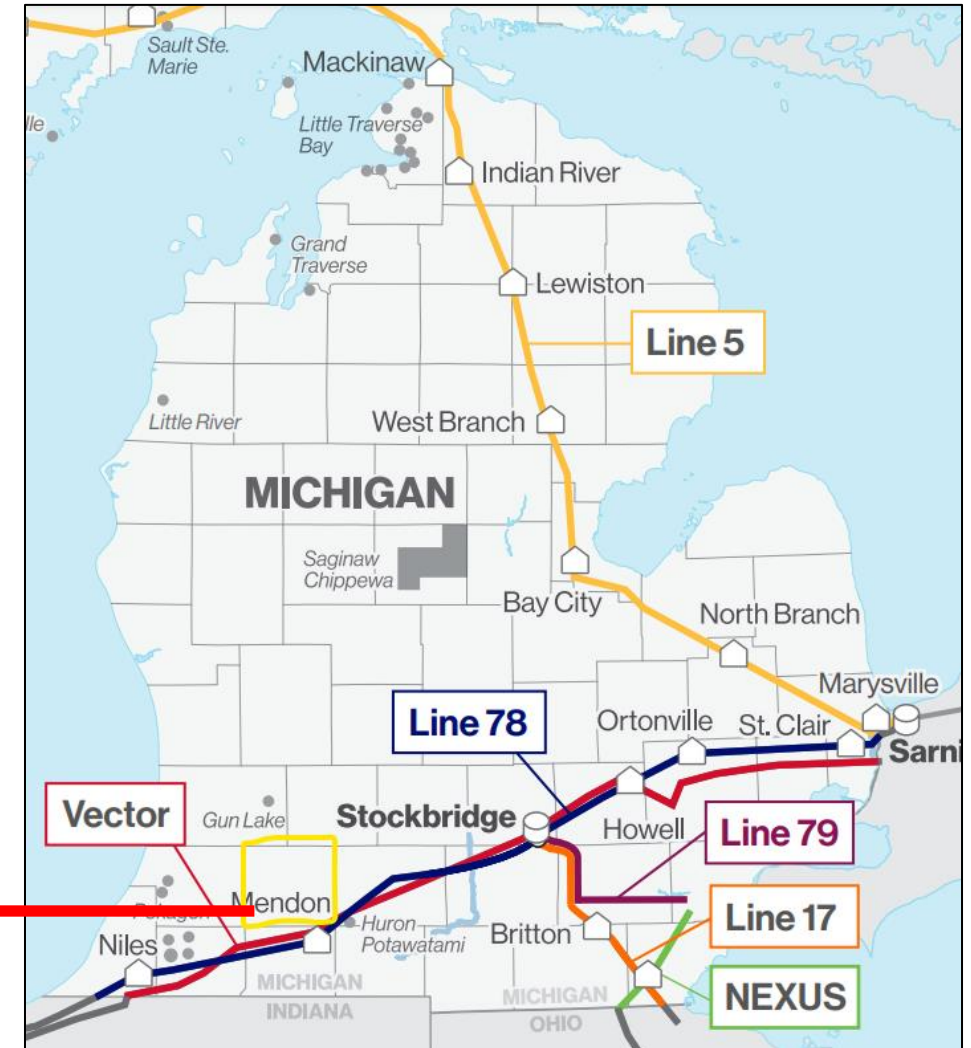 Sault Ste.
Marie
Mackinaw
lle
Little Traverse
Bay
Indian River
Grand
Traverse
Lewiston
Line 5
Little River
West Branch
MICHIGAN
Saginaw
Chippewa
Bay City
North Branch
Marysville
Line 78
Ortonville
St. Clair
Sarni
Vector
Gun Lake
Stockbridge
Howell
Line 79
Mendon
Huron
Potawatami
Britton
Line 17
Niles
MICHIGAN
INDIANA
MICHIGAN
OHIO
NEXUS